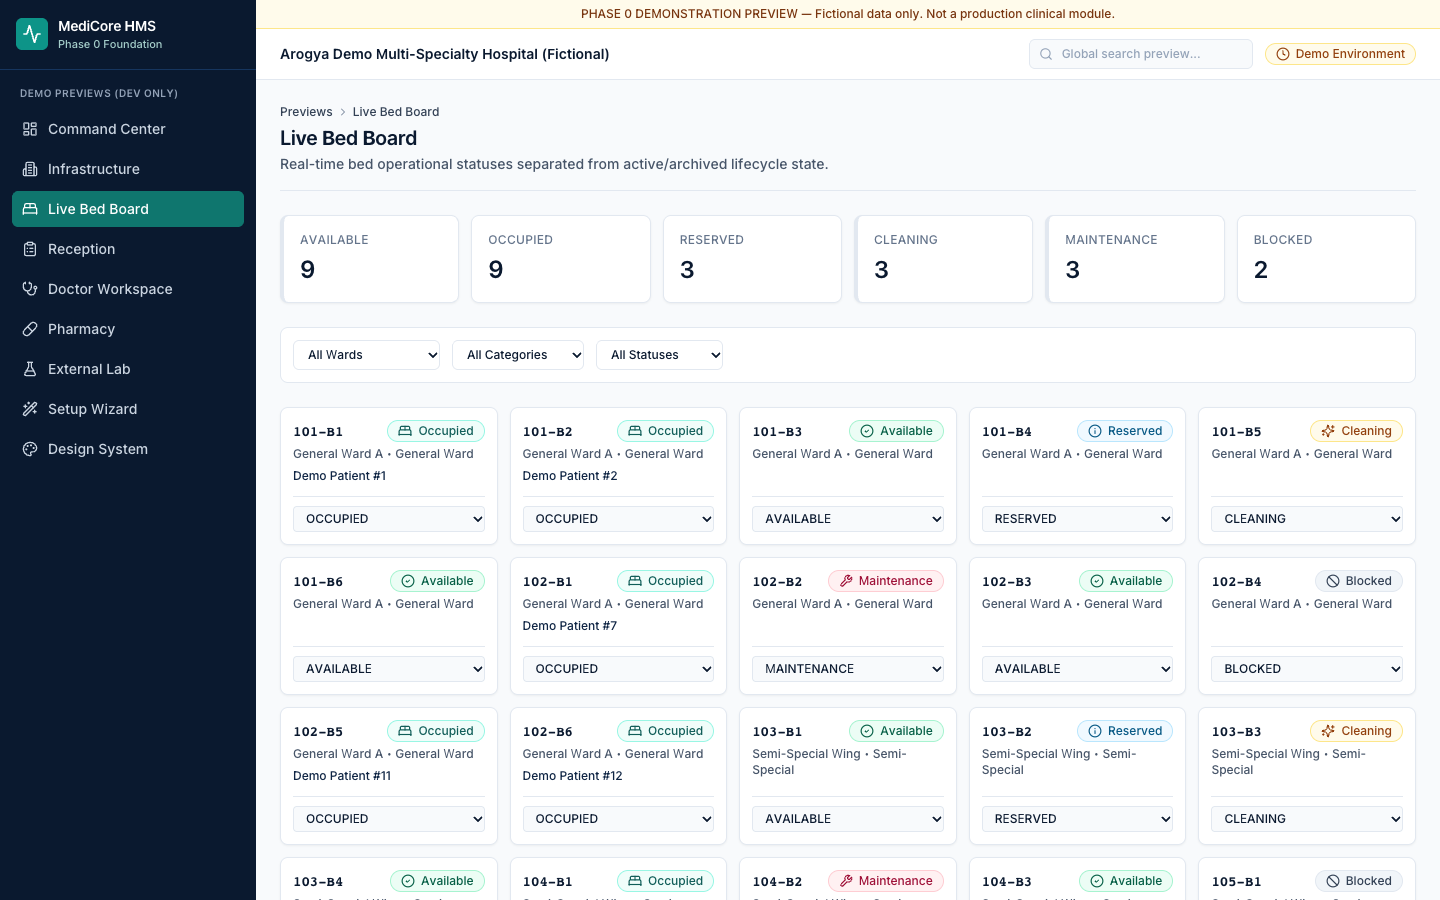 MediCore HMS
Phase 0 Foundation
DEMO PREVIEWS (DEV ONLY)
Command Center
Infrastructure
Live Bed Board
Reception
Doctor Workspace
Pharmacy
External Lab
Setup Wizard
Design System
PHASE 0 DEMONSTRATION PREVIEW — Fictional data only. Not a production clinical module.
Arogya Demo Multi-Specialty Hospital (Fictional)
Global search preview...
Demo Environment
Previews > Live Bed Board
Live Bed Board
Real-time bed operational statuses separated from active/archived lifecycle state.
AVAILABLE OCCUPIED RESERVED CLEANING MAINTENANCE BLOCKED
9 9 3 3 3 2
All Wards All Categories All Statuses
101-B1 Occupied 101-B2 Occupied 101-B3 Available 101-B4 Reserved 101-B5 Cleaning
General Ward A • General Ward General Ward A • General Ward General Ward A • General Ward General Ward A • General Ward General Ward A • General Ward
Demo Patient #1 Demo Patient #2
OCCUPIED OCCUPIED AVAILABLE RESERVED CLEANING
101-B6 Available 102-B1 Occupied 102-B2 Maintenance 102-B3 Available 102-B4 Blocked
General Ward A • General Ward General Ward A • General Ward General Ward A • General Ward General Ward A • General Ward General Ward A • General Ward
Demo Patient #7
AVAILABLE OCCUPIED MAINTENANCE AVAILABLE BLOCKED
102-B5 Occupied 102-B6 Occupied 103-B1 Available 103-B2 Reserved 103-B3 Cleaning
General Ward A • General Ward General Ward A • General Ward Semi-Special Wing • Semi- Semi-Special Wing • Semi- Semi-Special Wing • Semi-
Special Special Special
Demo Patient #11 Demo Patient #12
OCCUPIED OCCUPIED AVAILABLE RESERVED CLEANING
103-B4 Available 104-B1 Occupied 104-B2 Maintenance 104-B3 Available 105-B1 Blocked